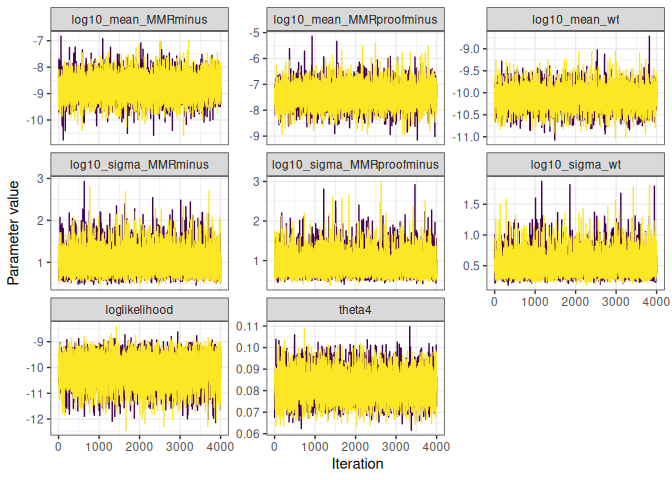 log10_mean_MMRminus log10_mean_MMRproofminus log10_mean_wt
-7 -8 -9 -10
-5 -6 -7 -8 -9
-9.0 -9.5 -10.0 -10.5 -11.0
log10_sigma_MMRminus log10_sigma_MMRproofminus log10_sigma_wt
3 2 1
3 2 1
1.5 1.0 0.5
0 1000 2000 3000 4000
loglikelihood theta4
-9 -10 -11 -12
0.11 0.10 0.09 0.08 0.07 0.06
0 1000 2000 3000 4000 0 1000 2000 3000 4000
Parameter value
Iteration